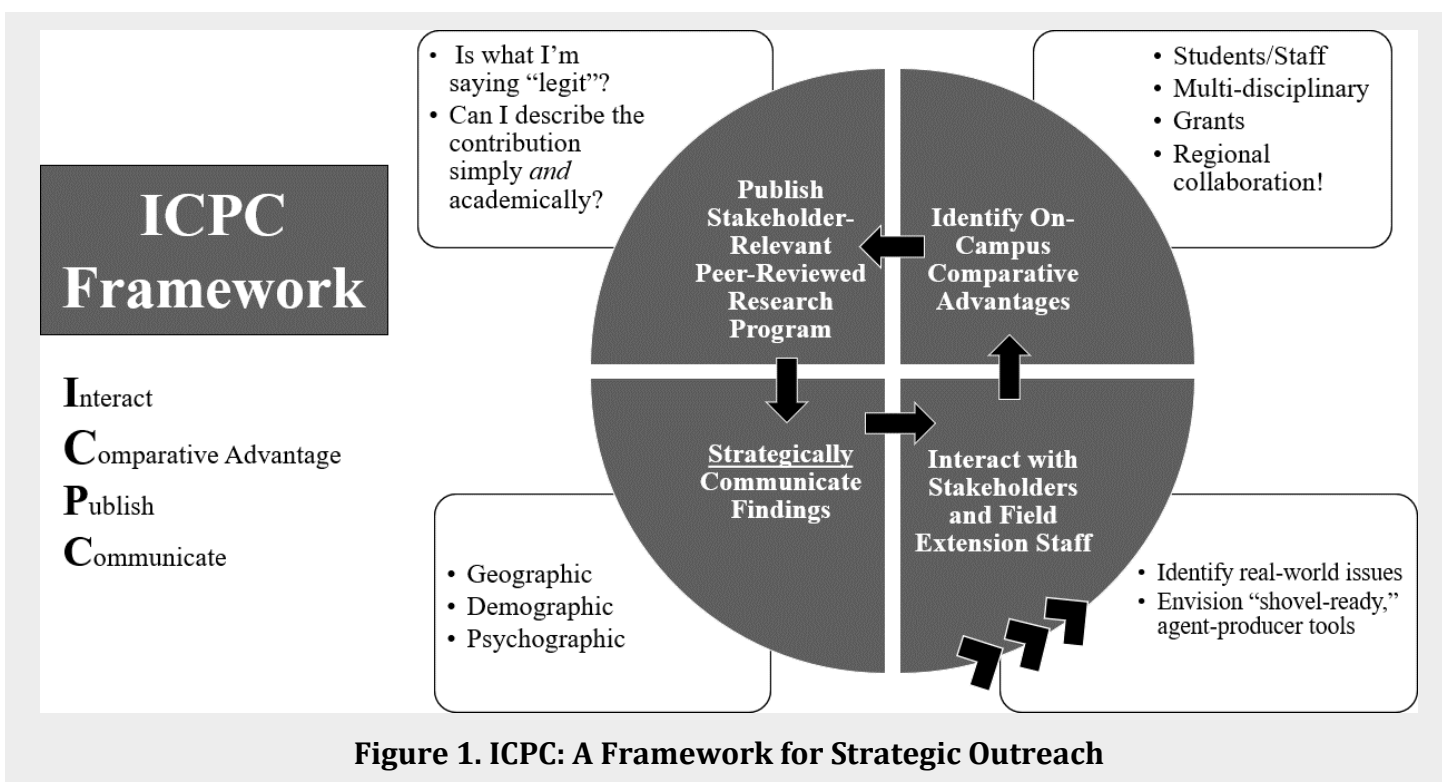 ICPC
Framework
Interact
Comparative Advantage
Publish
Communicate
• Is what I'm
saying “legit”?
• Can I describe the
contribution
simply and
academically?
• Students/Staff
• Multi-disciplinary
• Grants
• Regional
collaboration!
Publish
Stakeholder-
Relevant
Peer-Reviewed
Research
Program
Identify On-
Campus
Comparative
Advantages
Strategically
Communicate
Findings
Interact with
Stakeholders
and Field
Extension Staff
• Geographic
• Demographic
• Psychographic
• Identify real-world issues
• Envision “shovel-ready,”
agent-producer tools
Figure 1. ICPC: A Framework for Strategic Outreach